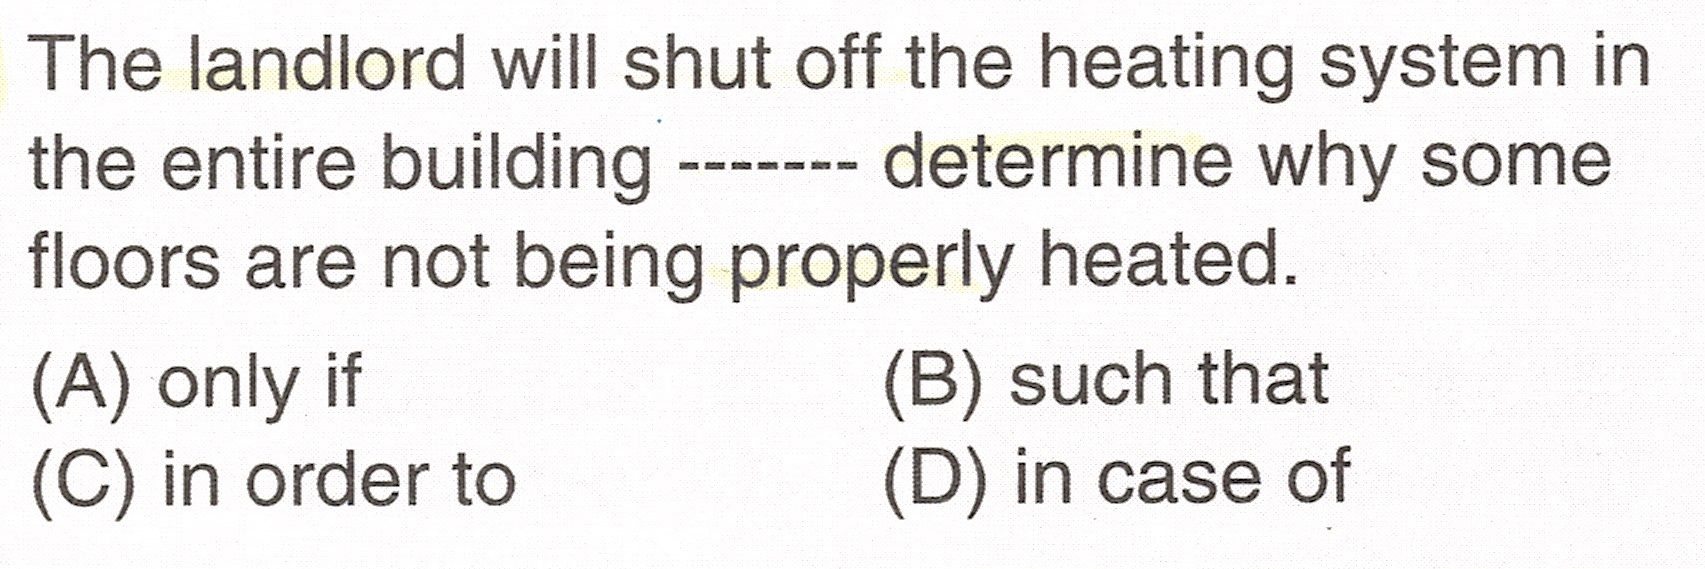 The landlord will shut off the heating system in
the entire building ------- determine why some
floors are not being properly heated.
(A) only if (B) such that
(C) in order to (D) in case of